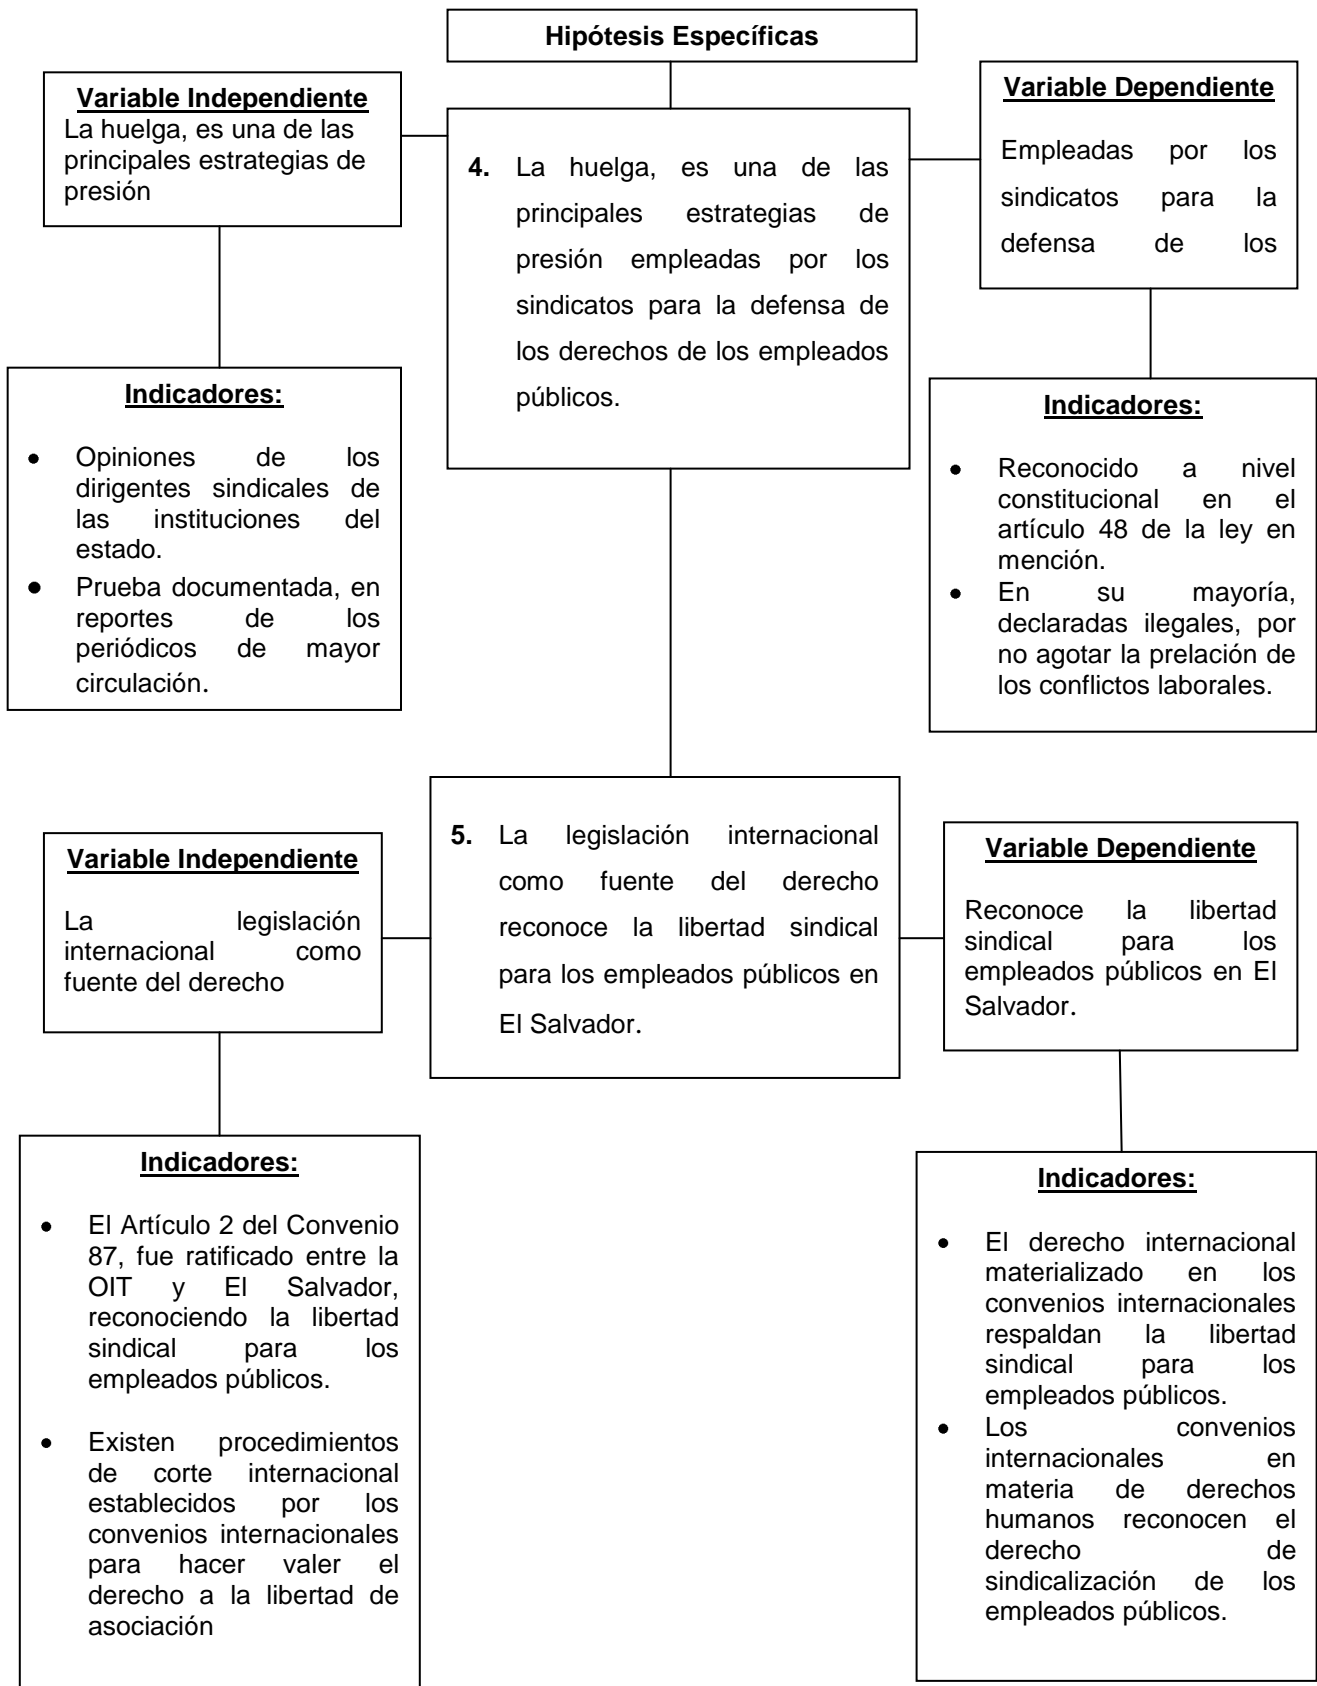 Hipótesis Específicas
Variable Independiente
La huelga, es una de las
principales estrategias de
presión
4. La huelga, es una de las
principales estrategias de
presión empleadas por los
sindicatos para la defensa de
los derechos de los empleados
públicos.
Variable Dependiente
Empleadas por los
sindicatos para la
defensa de los
Indicadores:
• Opiniones de los
dirigentes sindicales de
las instituciones del
estado.
• Prueba documentada, en
reportes de los
periódicos de mayor
circulación.
Indicadores:
• Reconocido a nivel
constitucional en el
artículo 48 de la ley en
mención.
• En su mayoría,
declaradas ilegales, por
no agotar la prelación de
los conflictos laborales.
Variable Independiente
La legislación
internacional como
fuente del derecho
5. La legislación internacional
como fuente del derecho
reconoce la libertad sindical
para los empleados públicos en
El Salvador.
Variable Dependiente
Reconoce la libertad
sindical para los
empleados públicos en El
Salvador.
Indicadores:
• El Artículo 2 del Convenio
87, fue ratificado entre la
OIT y El Salvador,
reconociendo la libertad
sindical para los
empleados públicos.
• Existen procedimientos
de corte internacional
establecidos por los
convenios internacionales
para hacer valer el
derecho a la libertad de
asociación
Indicadores:
• El derecho internacional
materializado en los
convenios internacionales
respaldan la libertad
sindical para los
empleados públicos.
• Los convenios
internacionales en
materia de derechos
humanos reconocen el
derecho de
sindicalización de los
empleados públicos.